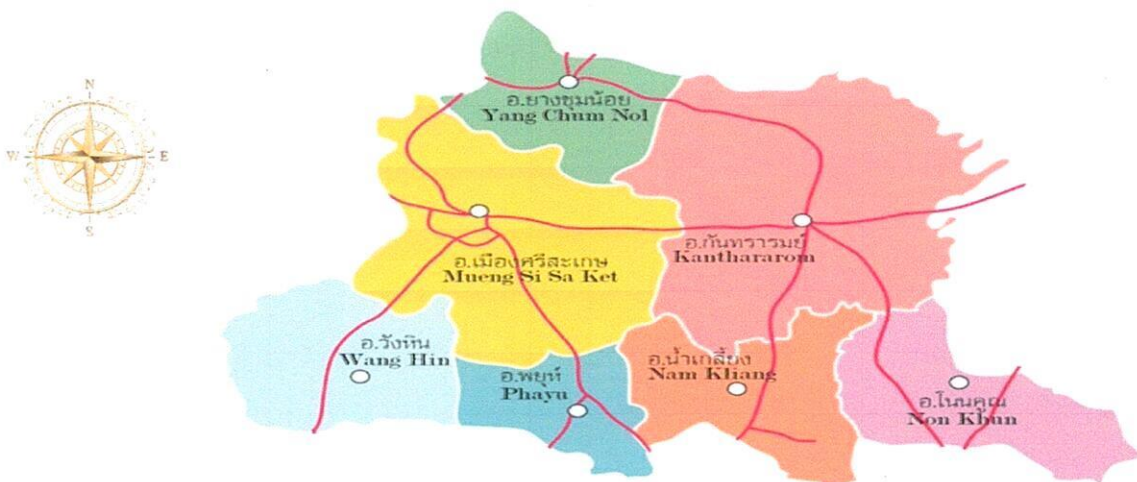 N
W
E
S
อ.ยางชุมน้อย
Yang Chum Nol
อ.กันทรารมย์
Kanthararom
อ.เมืองศรีสะเกษ
Mueng Si Sa Ket
อ.วังหิน
Wang Hin
อ.พยุห์
Phayu
อ.น้ำเกลี้ยง
Nam Kliang
อ.โนนคูณ
Non Khun